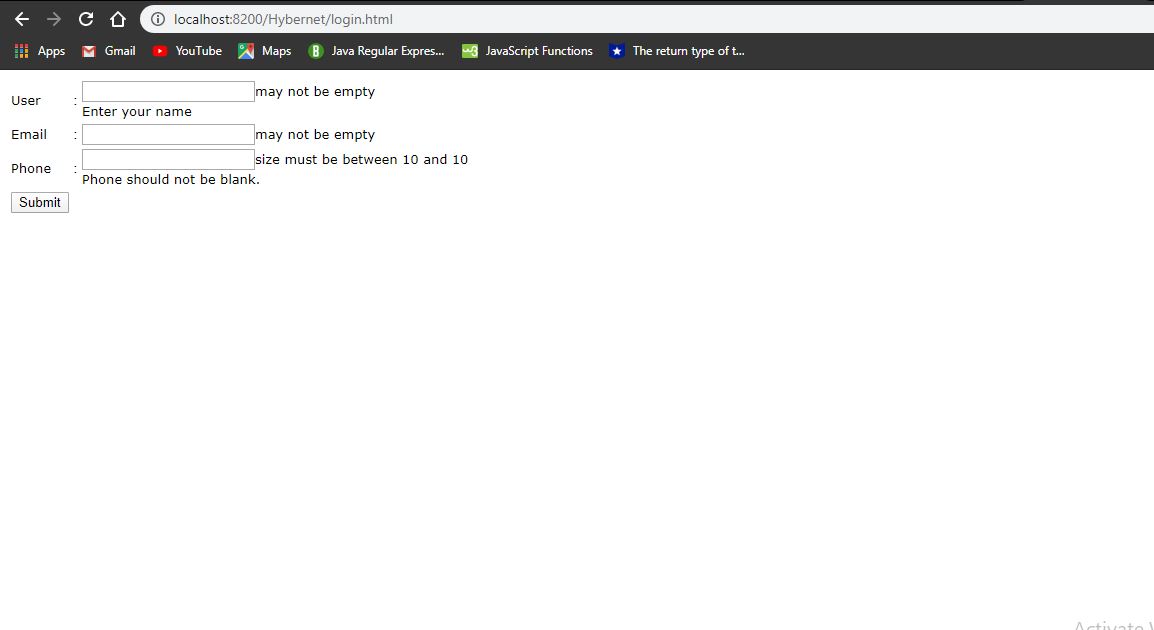 localhost:8200/Hybernet/login.html
Apps Gmail YouTube Maps B Java Regular Expres... w3 JavaScript Functions The return type of t...
may not be empty
User :
Enter your name
Email : may not be empty
size must be between 10 and 10
Phone :
Phone should not be blank.
Submit
Activate